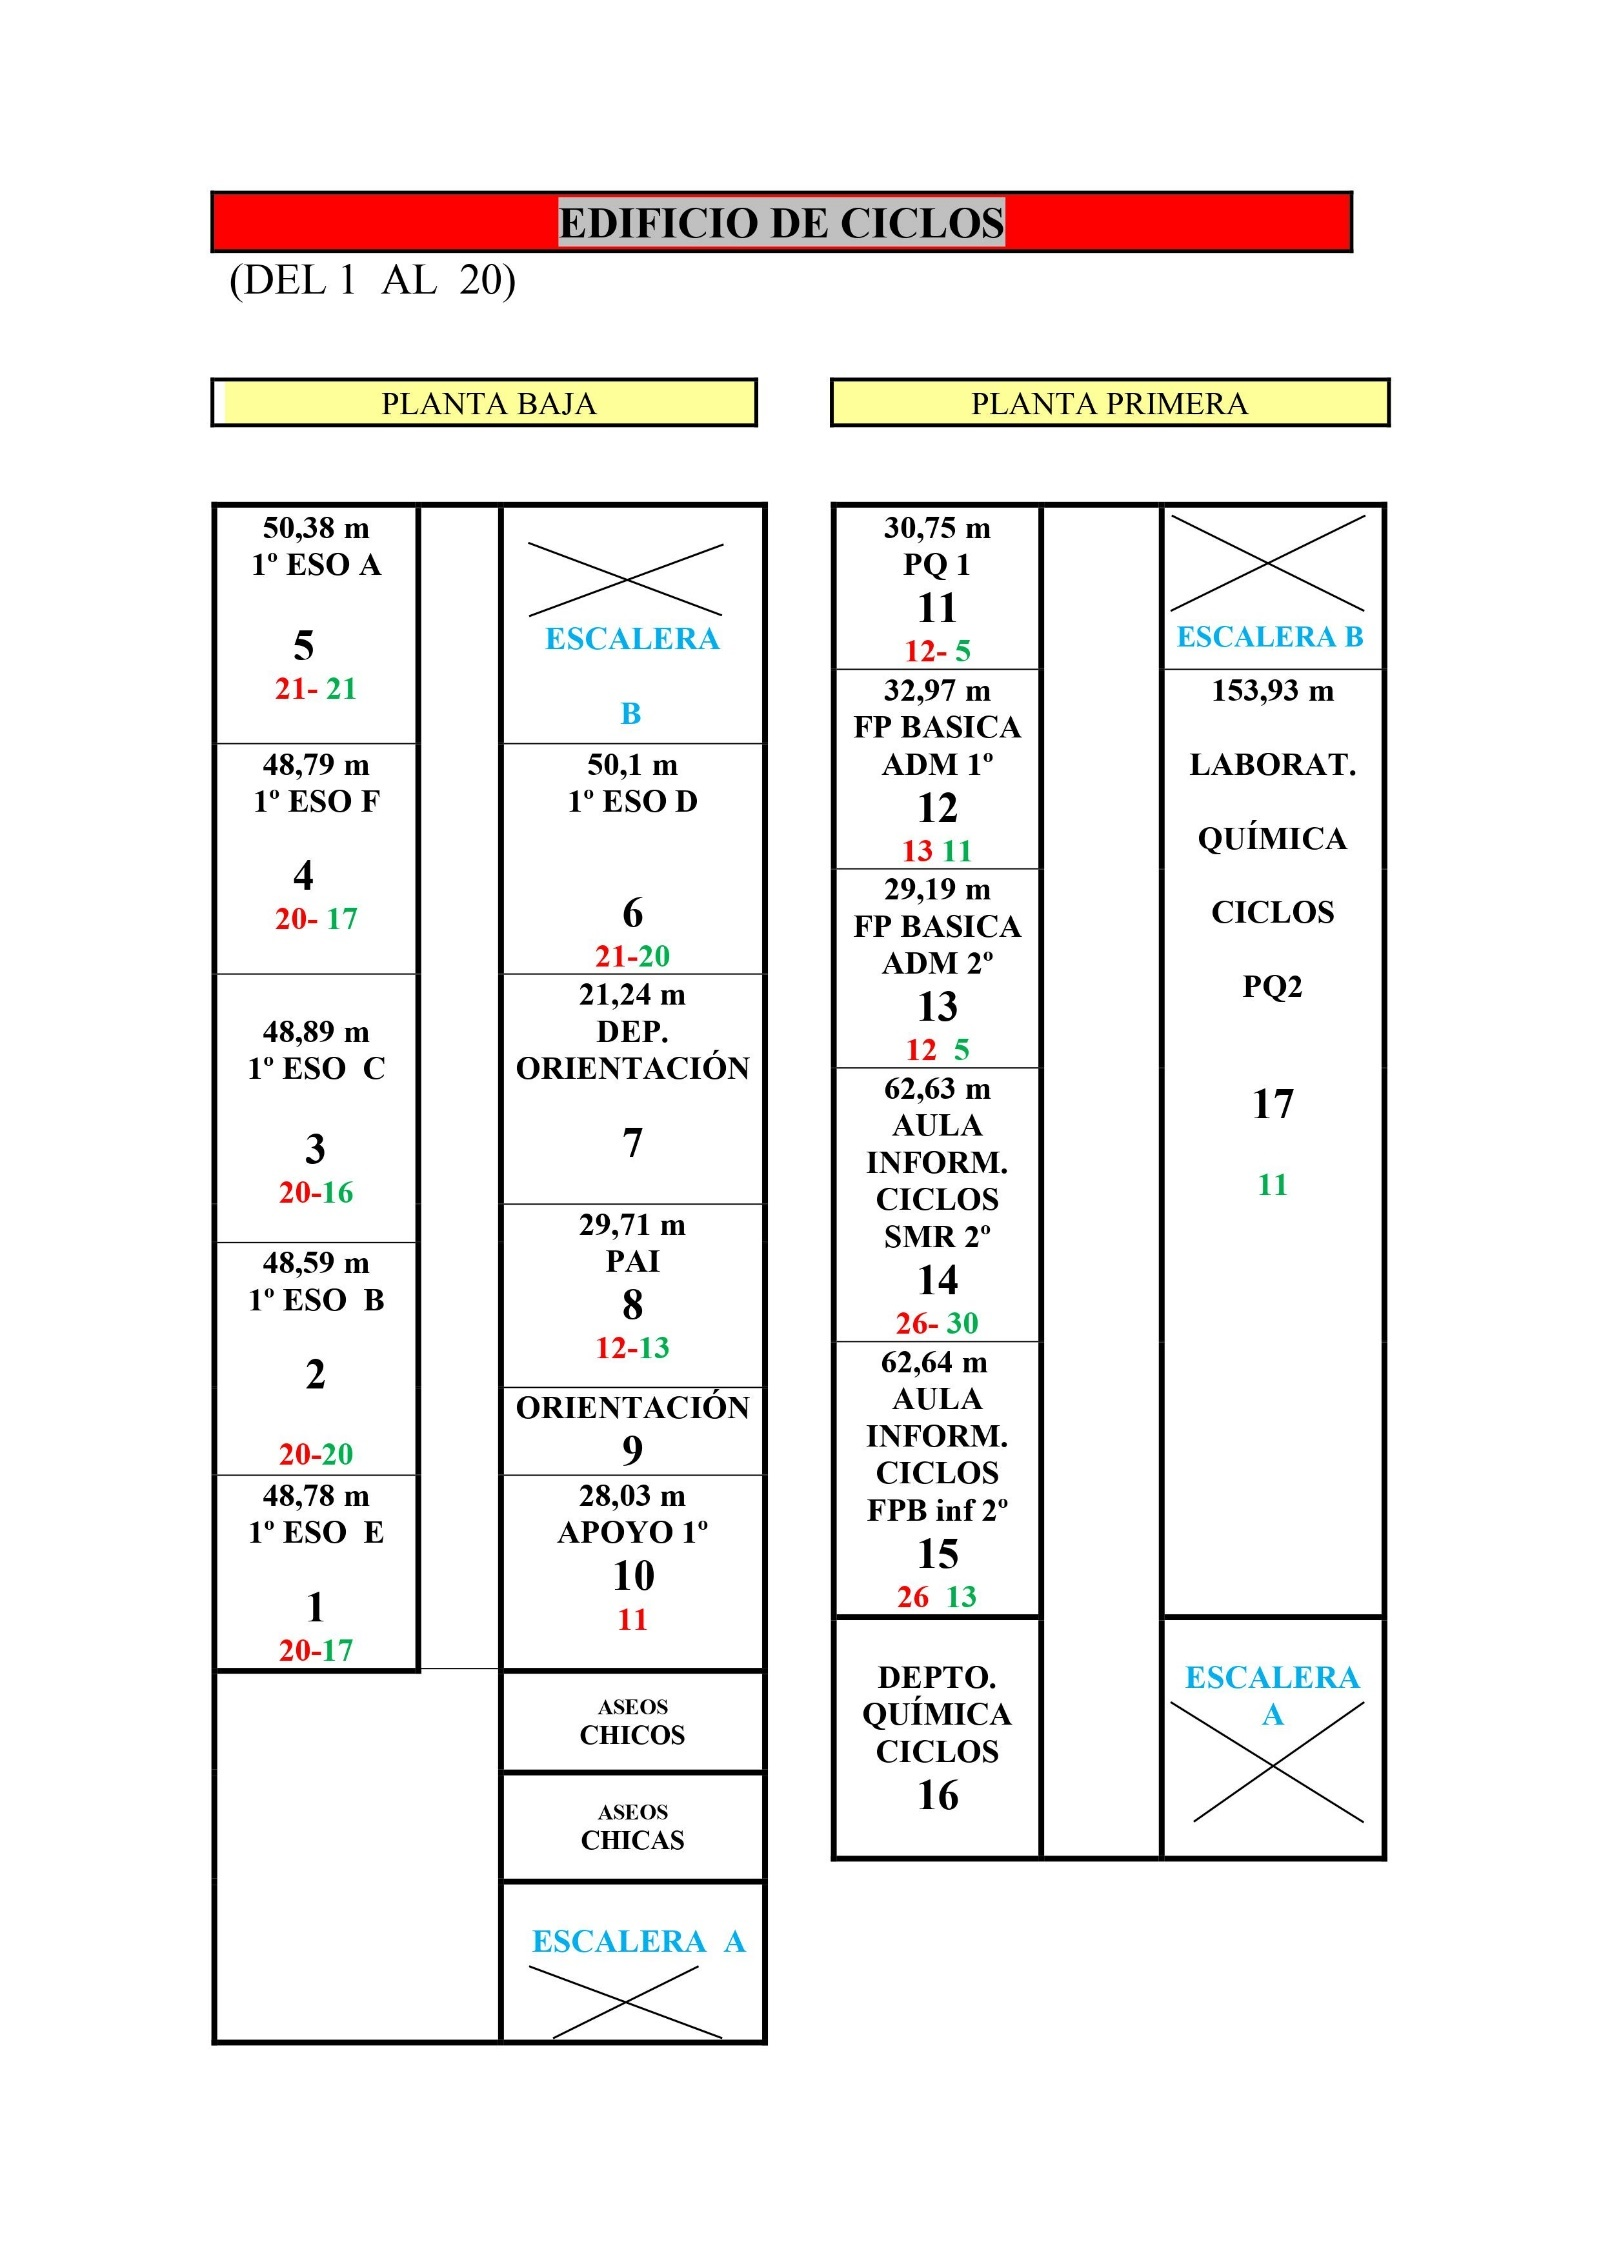 EDIFICIO DE CICLOS
(DEL 1 AL 20)
PLANTA BAJA
50,38 m
1º ESO A
5
21- 21
48,79 m
1º ESO F
4
20- 17
48,89 m
1º ESO C
3
20-16
48,59 m
1º ESO B
2
20-20
48,78 m
1º ESO E
1
20-17
ESCALERA
B
50,1 m
1º ESO D
6
21-20
21,24 m
DEP.
ORIENTACIÓN
7
29,71 m
PAI
8
12-13
ORIENTACIÓN
9
28,03 m
APOYO 1º
10
11
ASEOS
CHICOS
ASEOS
CHICAS
ESCALERA A
PLANTA PRIMERA
30,75 m
PQ 1
11
12- 5
32,97 m
FP BASICA
ADM 1º
12
13 11
29,19 m
FP BASICA
ADM 2º
13
12 5
62,63 m
AULA
INFORM.
CICLOS
SMR 2º
14
26- 30
62,64 m
AULA
INFORM.
CICLOS
FPB inf 2º
15
26 13
DEPTO.
QUÍMICA
CICLOS
16
ESCALERA B
153,93 m
LABORAT.
QUÍMICA
CICLOS
PQ2
17
11
ESCALERA
A